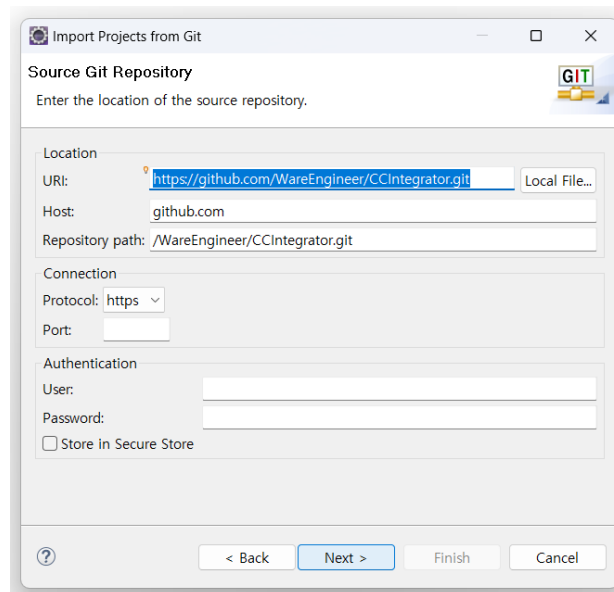 Import Projects from Git
Source Git Repository
GIT
Enter the location of the source repository.
Location
URI: https://github.com/WareEngineer/CCIntegrator.git Local File...
Host: github.com
Repository path: /WareEngineer/CCIntegrator.git
Connection
Protocol: https
Port:
Authentication
User:
Password:
Store in Secure Store
? < Back Next > Finish Cancel